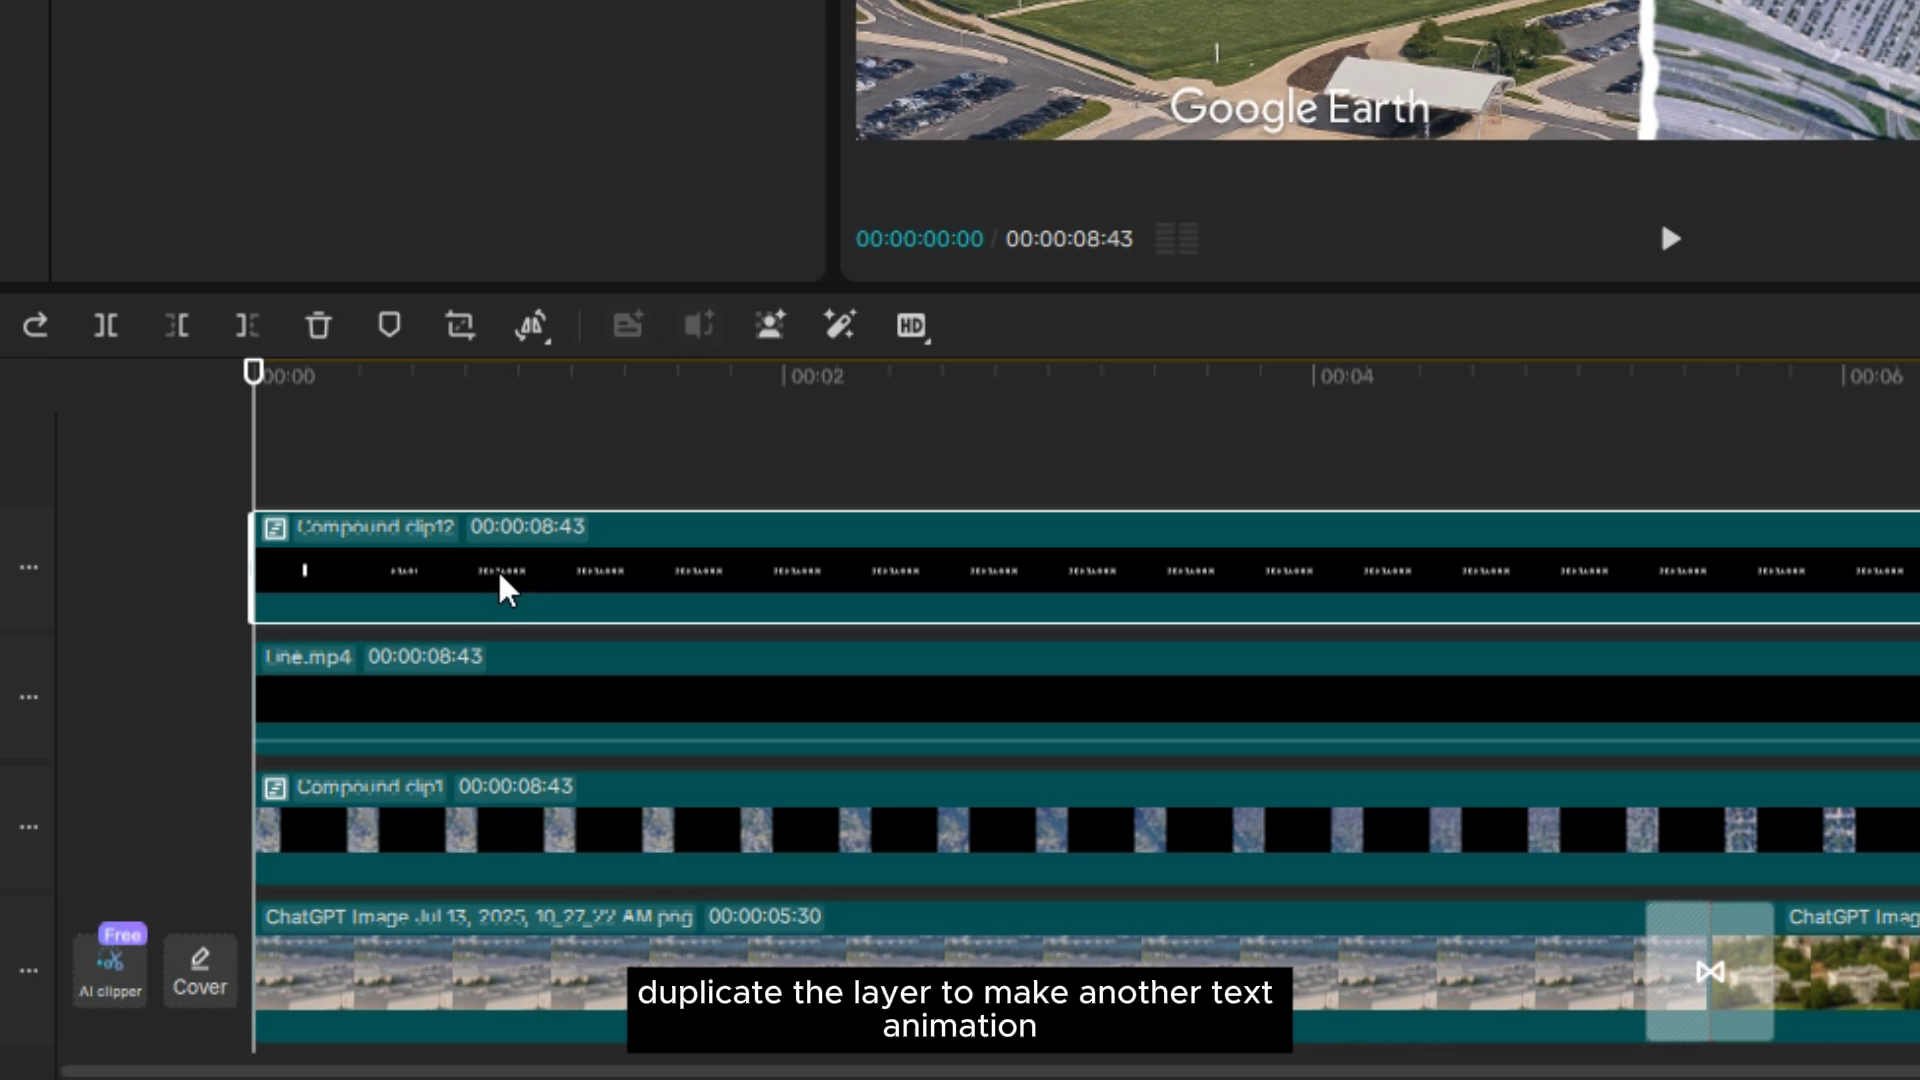 Google Earth
00:00:00:00 / 00:00:08:43
HD
00:00 00:02 00:04 00:06
Compound clip12 00:00:08:43
Line.mp4 00:00:08:43
Compound clip1 00:00:08:43
ChatGPT Image Jul 13, 2025, 10_27_22 AM.png 00:00:05:30
ChatGPT Imag
Free
AI clipper
Cover
duplicate the layer to make another text
animation